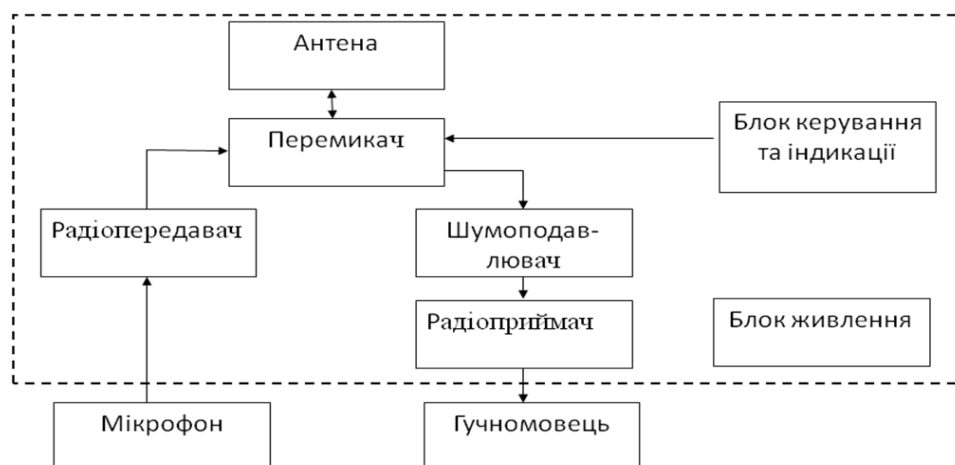 Антена
Перемикач
Блок керування
та індикації
Радіопередавач
Шумоподав-
лювач
Радіоприймач
Блок живлення
Мікрофон
Гучномовець